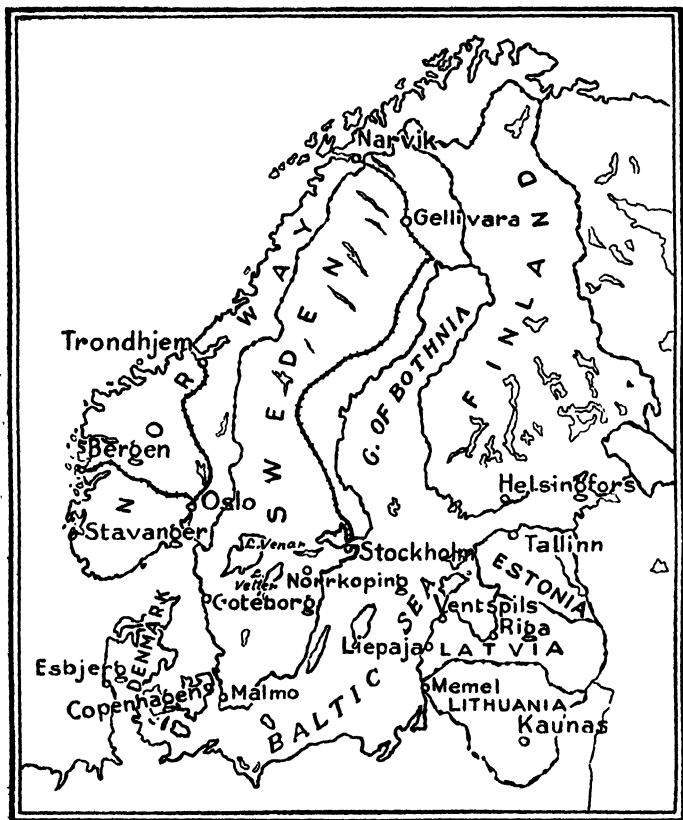 Narvik
Gellivara
NORWAY
SWEDEN
FINLAND
G. OF BOTHNIA
Trondhjem
Bergen
Oslo
Stavanger
Helsingfors
L. Venar
L. Vetter
Stockholm
Norrkoping
Tallinn
ESTONIA
Goteborg
DENMARK
Ventspils
Riga
Liepaja
LATVIA
Esbjerg
Copenhagen
Malmo
BALTIC SEA
Memel
LITHUANIA
Kaunas